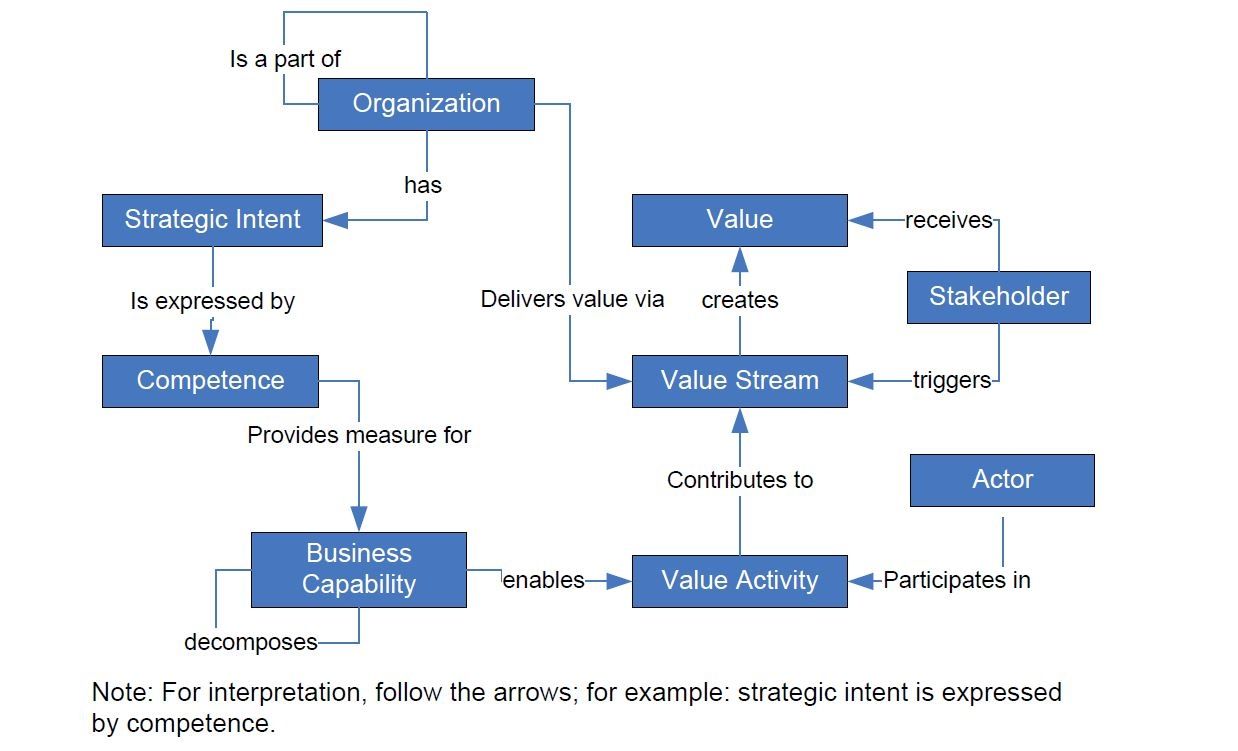 Is a part of
Organization
has
Strategic Intent
Value
receives
Stakeholder
Is expressed by
Delivers value via
creates
Competence
Value Stream
triggers
Provides measure for
Contributes to
Actor
Business
Capability
enables
Value Activity
Participates in
decomposes
Note: For interpretation, follow the arrows; for example: strategic intent is expressed
by competence.